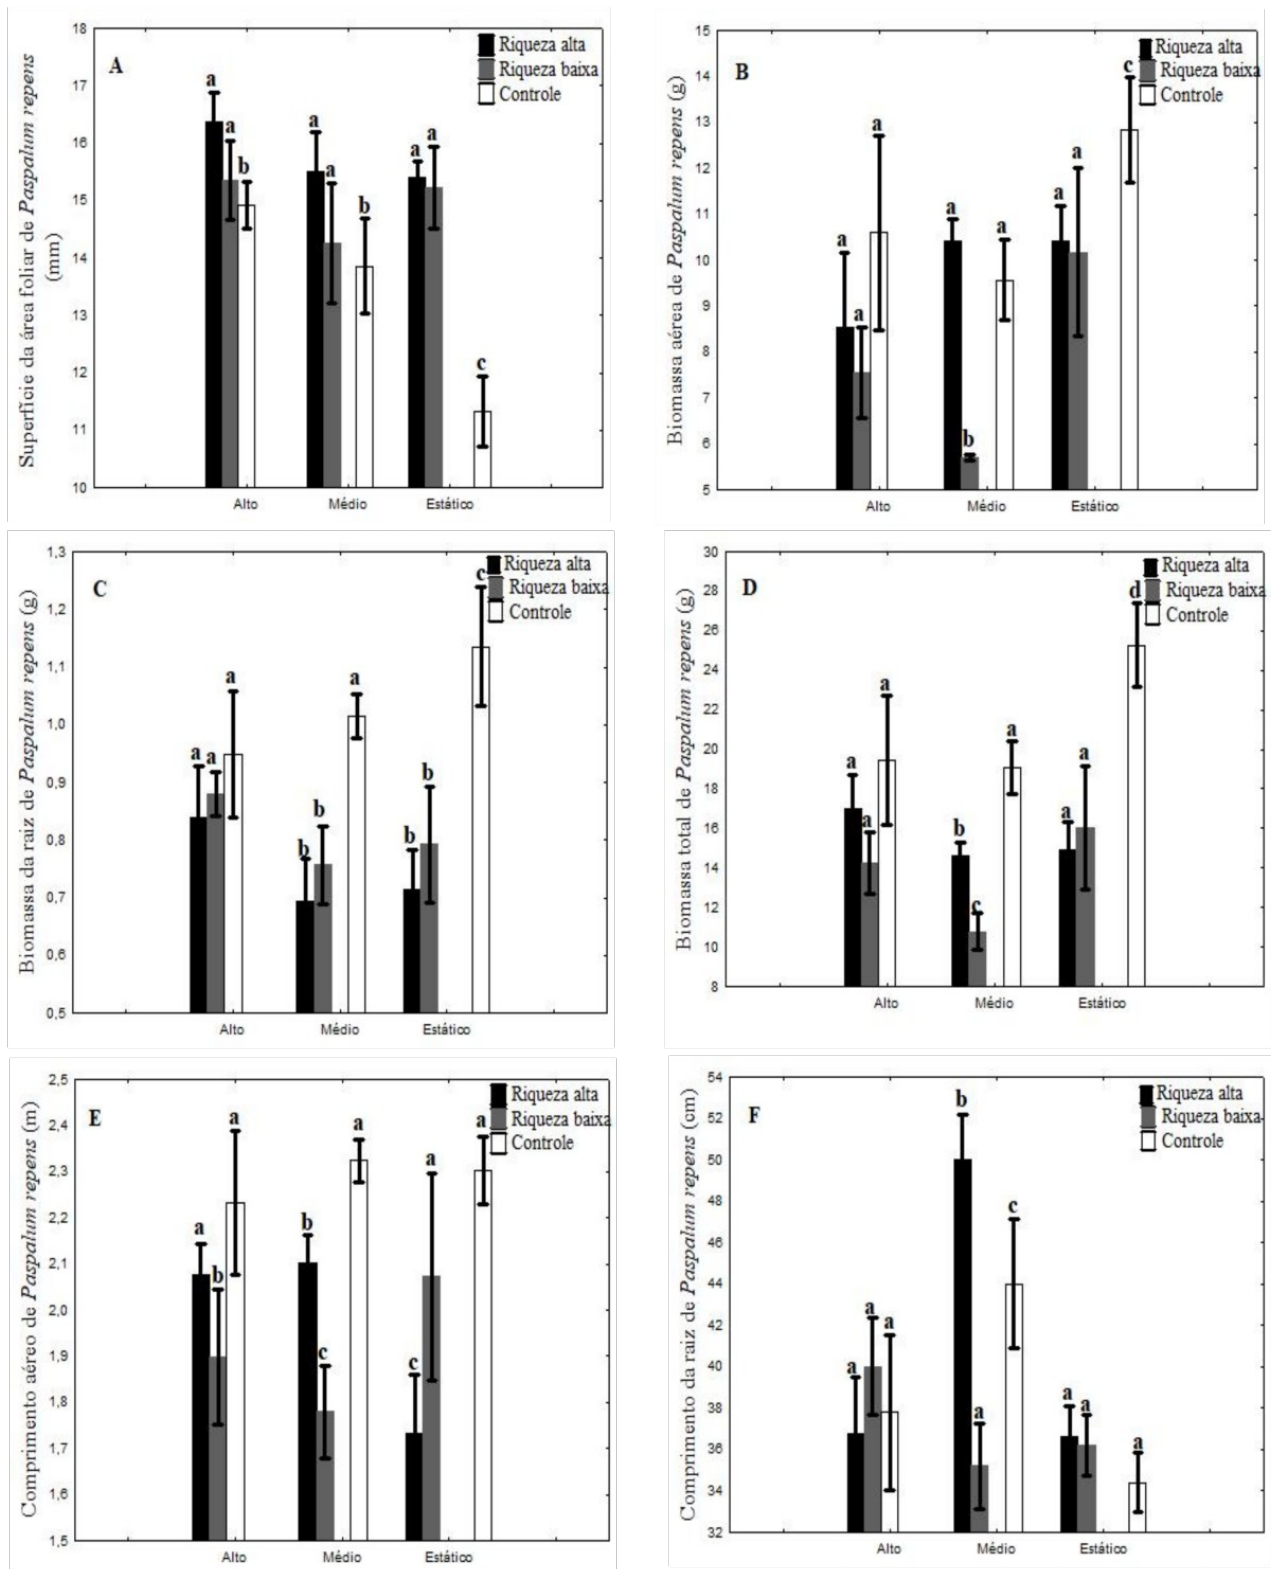 A
Riqueza alta
Riqueza baixa
Controle
Superfície da área foliar de Paspalum repens
(mm)
18
17
16
15
14
13
12
11
10
a
a
b
a
a
b
a
a
c
Alto
Médio
Estático
B
Riqueza alta
Riqueza baixa
Controle
Biomassa aérea de Paspalum repens (g)
15
14
13
12
11
10
9
8
7
6
5
a
a
a
a
b
a
a
a
c
Alto
Médio
Estático
C
Riqueza alta
Riqueza baixa
Controle
Biomassa da raiz de Paspalum repens (g)
1,3
1,2
1,1
1,0
0,9
0,8
0,7
0,6
0,5
a
a
a
b
b
a
b
b
c
Alto
Médio
Estático
D
Riqueza alta
Riqueza baixa
Controle
Biomassa total de Paspalum repens (g)
30
28
26
24
22
20
18
16
14
12
10
8
a
a
a
b
c
a
a
a
d
Alto
Médio
Estático
E
Riqueza alta
Riqueza baixa
Controle
Comprimento aéreo de Paspalum repens (m)
2,5
2,4
2,3
2,2
2,1
2,0
1,9
1,8
1,7
1,6
1,5
a
b
a
b
c
a
c
a
a
Alto
Médio
Estático
F
Riqueza alta
Riqueza baixa
Controle
Comprimento da raiz de Paspalum repens (cm)
54
52
50
48
46
44
42
40
38
36
34
32
a
a
a
b
a
c
a
a
a
Alto
Médio
Estático